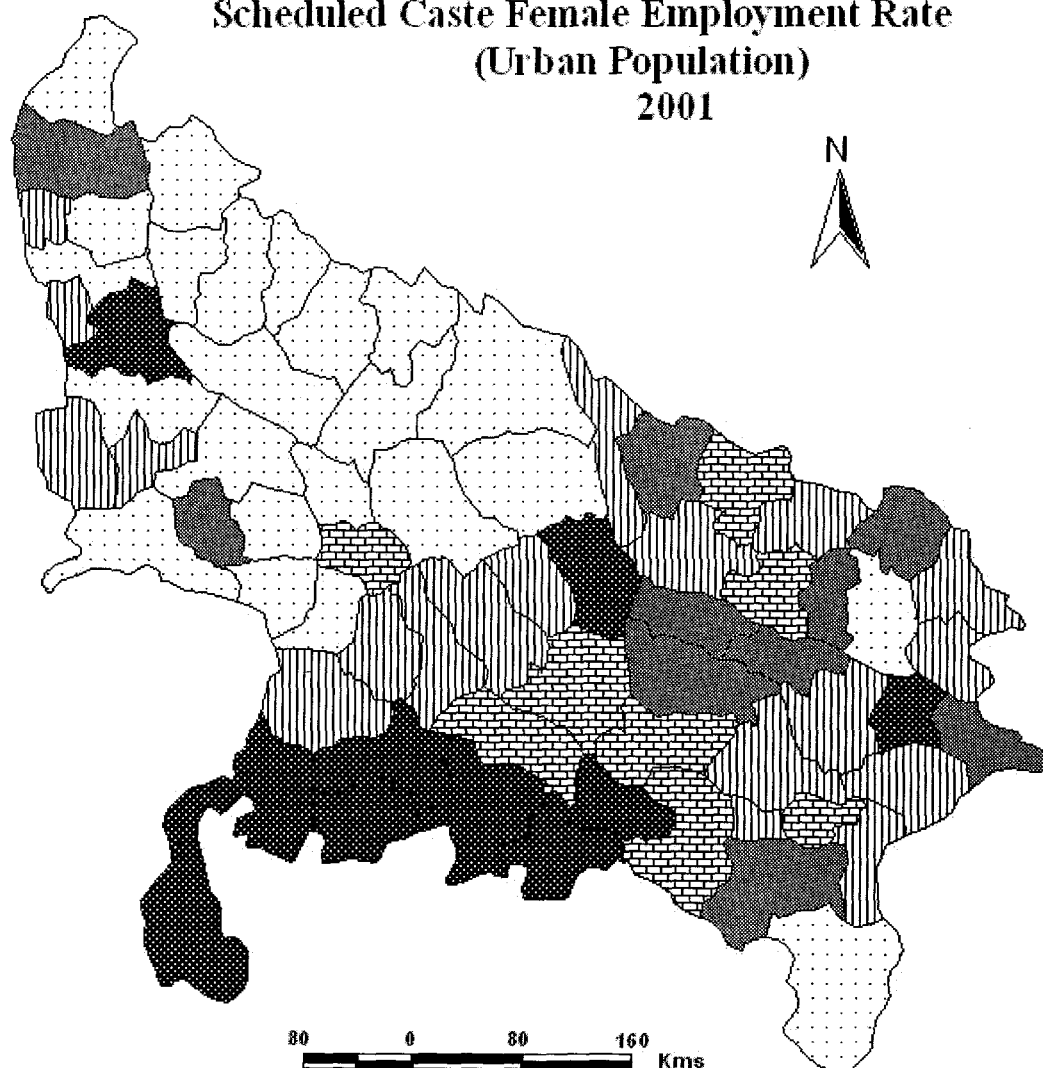 Scheduled Caste Female Employment Rate
(Urban Population)
2001
N
80 0 80 160
Kms